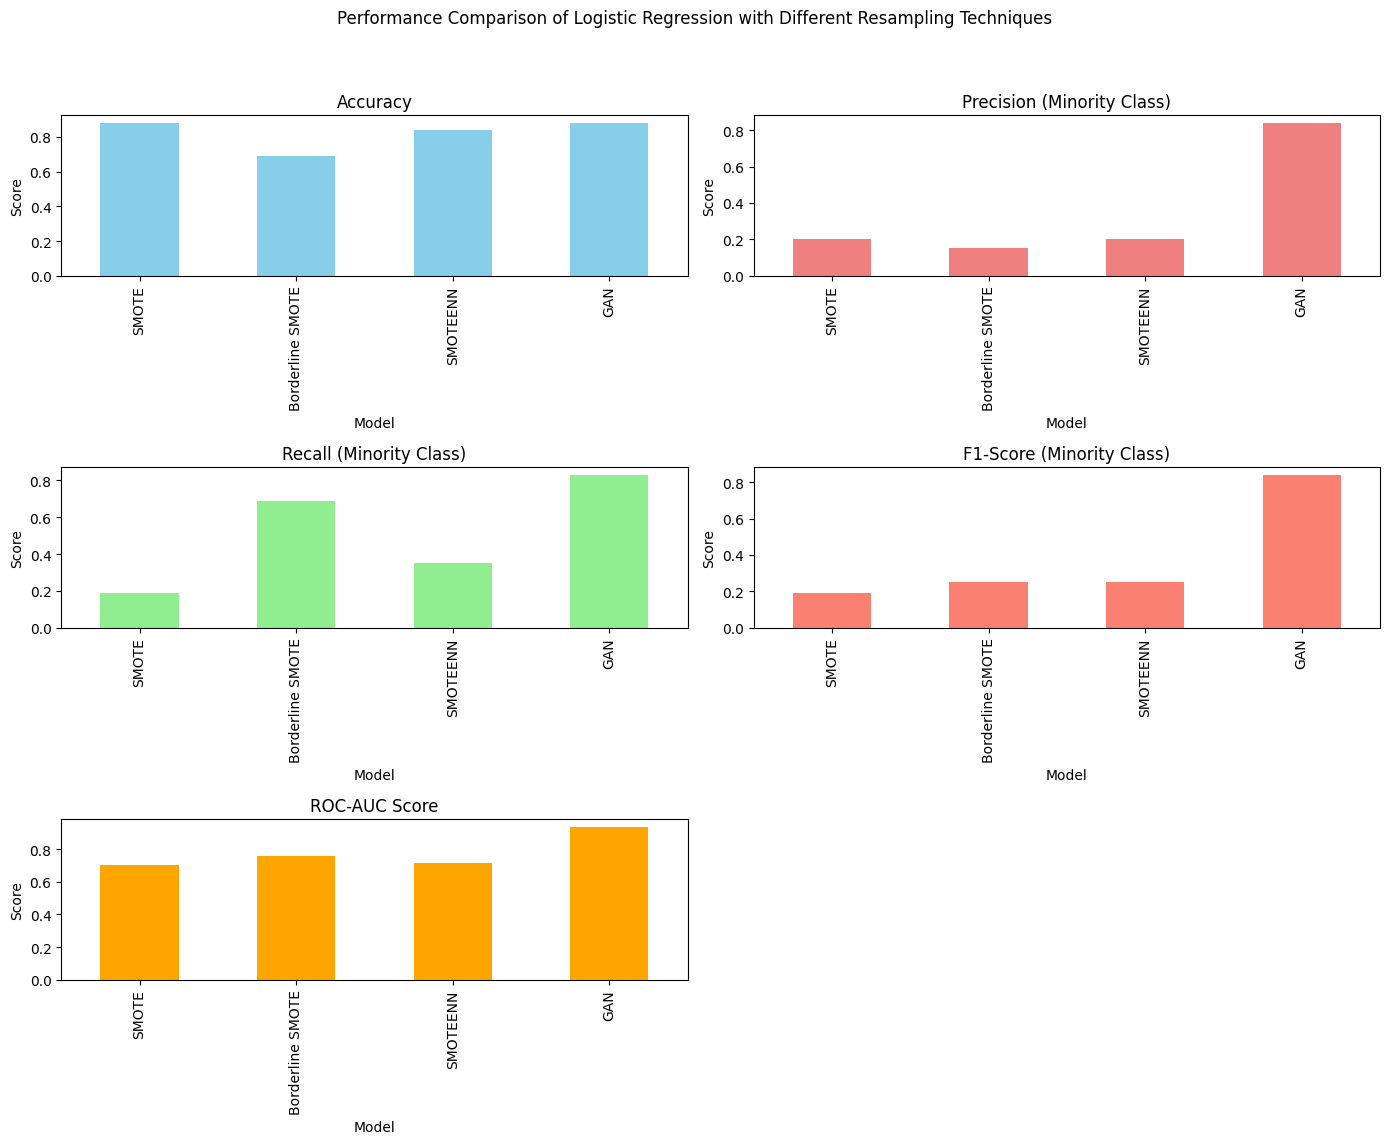 Performance Comparison of Logistic Regression with Different Resampling Techniques
Accuracy
Score
0.8
0.6
0.4
0.2
0.0
SMOTE
Borderline SMOTE
SMOTEENN
GAN
Model
Precision (Minority Class)
Score
0.8
0.6
0.4
0.2
0.0
SMOTE
Borderline SMOTE
SMOTEENN
GAN
Model
Recall (Minority Class)
Score
0.8
0.6
0.4
0.2
0.0
SMOTE
Borderline SMOTE
SMOTEENN
GAN
Model
F1-Score (Minority Class)
Score
0.8
0.6
0.4
0.2
0.0
SMOTE
Borderline SMOTE
SMOTEENN
GAN
Model
ROC-AUC Score
Score
0.8
0.6
0.4
0.2
0.0
SMOTE
Borderline SMOTE
SMOTEENN
GAN
Model